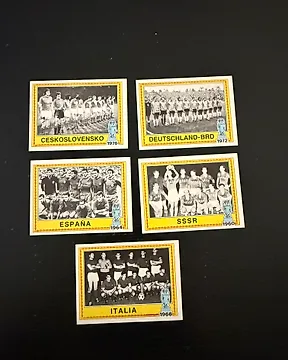 CESKOSLOVENSKO
1976
DEUTSCHLAND-BRD
1972
ESPAÑA
1964
SSSR
1960
ITALIA
1968